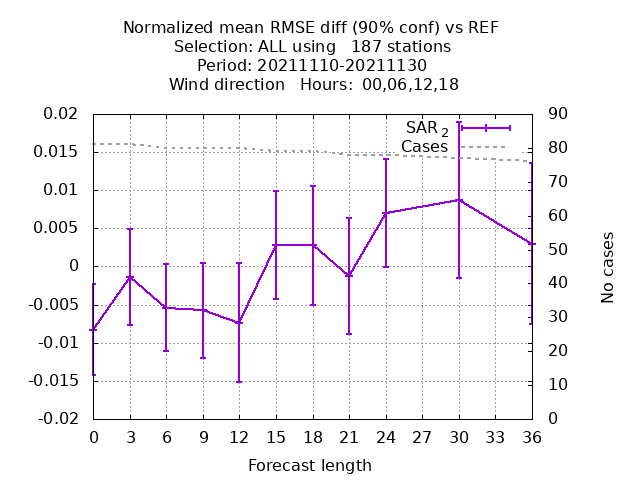 Normalized mean RMSE diff (90% conf) vs REF
Selection: ALL using   187 stations
Period: 20211110-20211130
Wind direction   Hours:  00,06,12,18
0.02
0.015
0.01
0.005
0
-0.005
-0.01
-0.015
-0.02
SAR 2
Cases
90
80
70
60
50
40
30
20
10
0
No cases
0 3 6 9 12 15 18 21 24 27 30 33 36
Forecast length